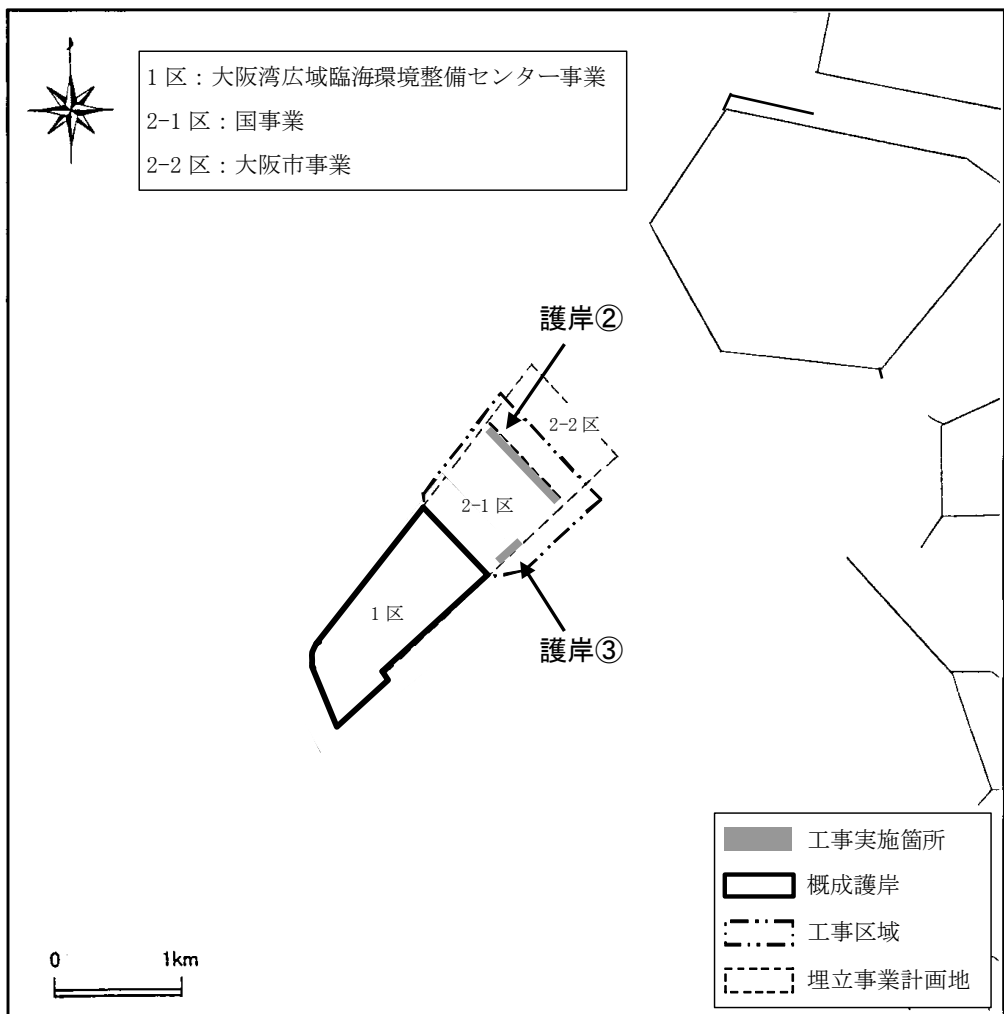 1区：大阪湾広域臨海環境整備センター事業
2-1区：国事業
2-2区：大阪市事業
護岸②
2-2区
2-1区
1区
護岸③
工事実施箇所
概成護岸
工事区域
埋立事業計画地
0 1km